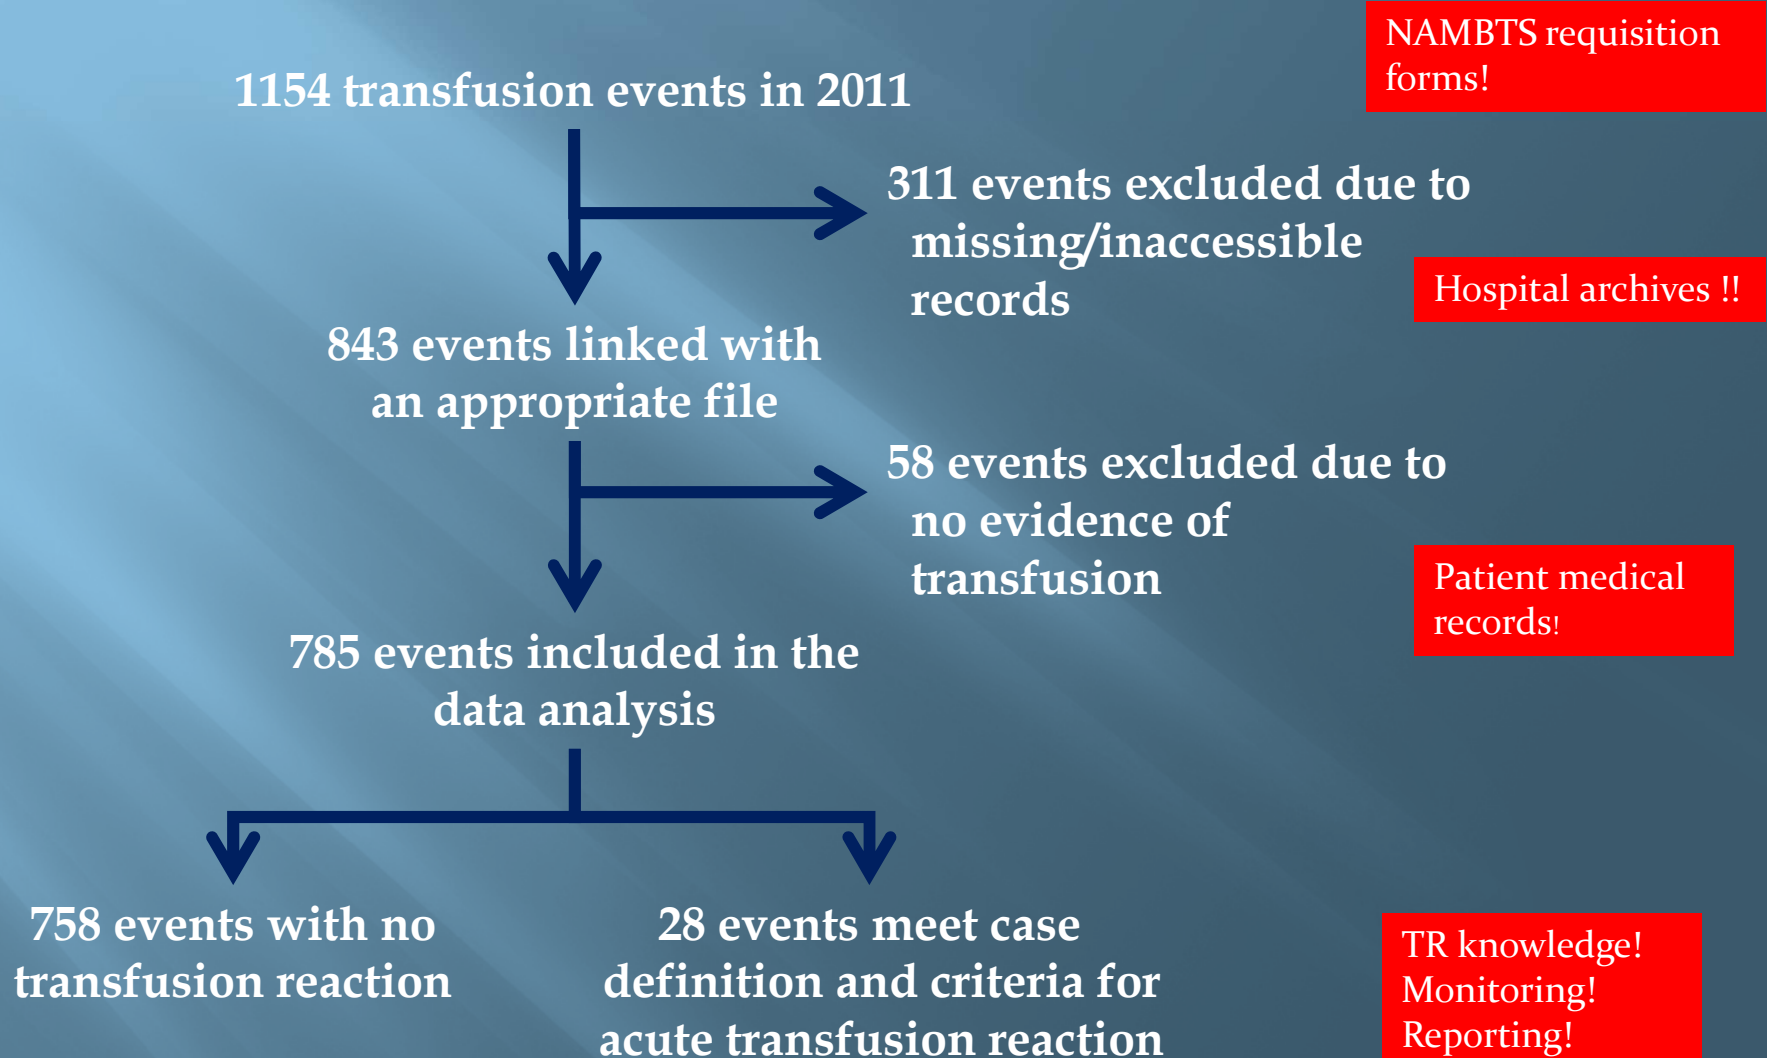 NAMBTS requisition
forms!
1154 transfusion events in 2011
311 events excluded due to
missing/inaccessible
records
Hospital archives !!
843 events linked with
an appropriate file
58 events excluded due to
no evidence of
transfusion
Patient medical
records!
785 events included in the
data analysis
758 events with no
transfusion reaction
28 events meet case
definition and criteria for
acute transfusion reaction
TR knowledge!
Monitoring!
Reporting!